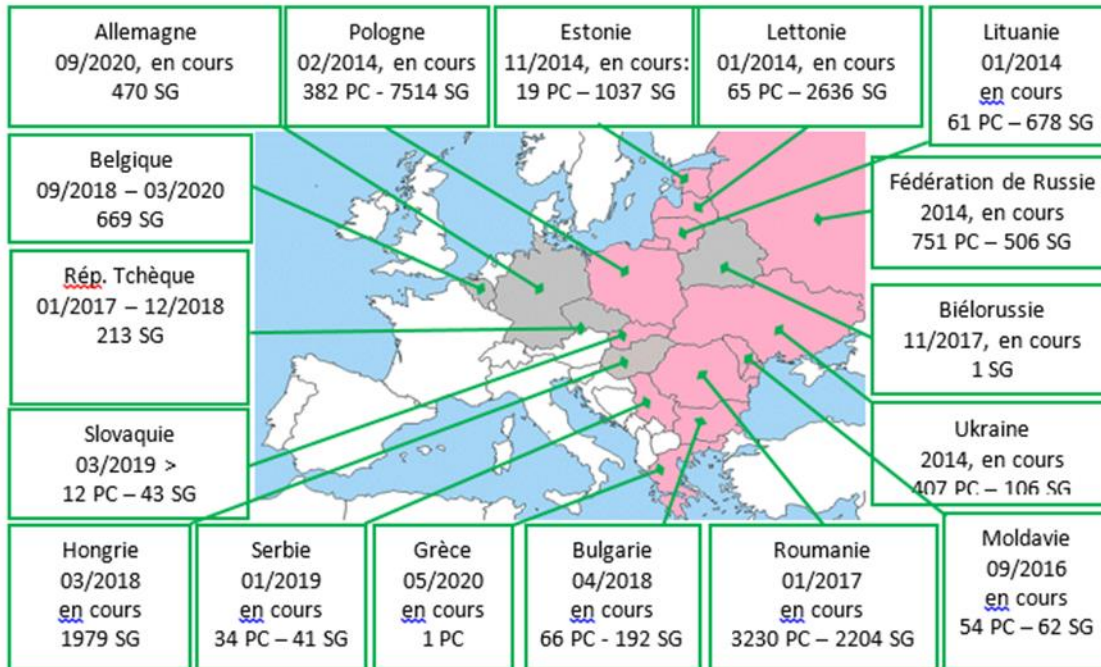 Allemagne
09/2020, en cours
470 SG
Pologne
02/2014, en cours
382 PC - 7514 SG
Estonie
11/2014, en cours:
19 PC – 1037 SG
Lettonie
01/2014, en cours
65 PC – 2636 SG
Lituanie
01/2014
en cours
61 PC – 678 SG
Belgique
09/2018 – 03/2020
669 SG
Fédération de Russie
2014, en cours
751 PC – 506 SG
Rép. Tchèque
01/2017 – 12/2018
213 SG
Biélorussie
11/2017, en cours
1 SG
Slovaquie
03/2019 >
12 PC – 43 SG
Ukraine
2014, en cours
407 PC – 106 SG
Hongrie
03/2018
en cours
1979 SG
Serbie
01/2019
en cours
34 PC – 41 SG
Grèce
05/2020
en cours
1 PC
Bulgarie
04/2018
en cours
66 PC - 192 SG
Roumanie
01/2017
en cours
3230 PC – 2204 SG
Moldavie
09/2016
en cours
54 PC – 62 SG